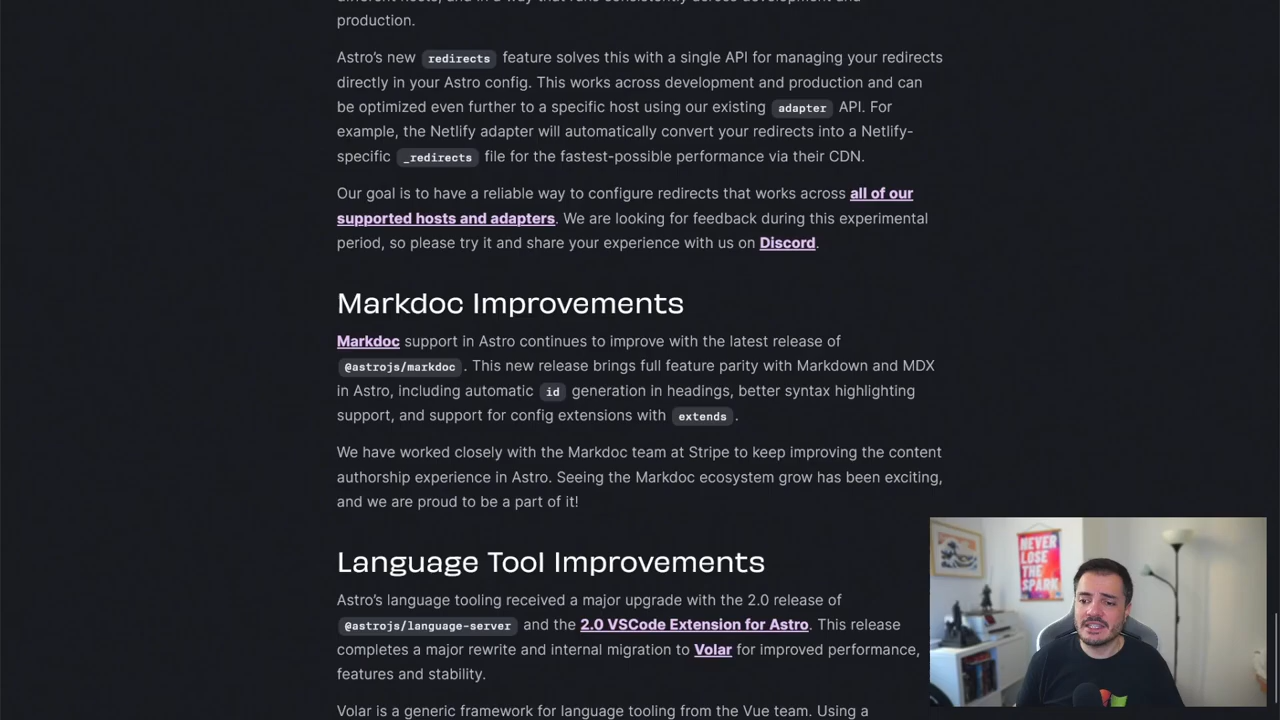 different hosts, and in a way that runs consistently across development and
production.
Astro’s new redirects feature solves this with a single API for managing your redirects
directly in your Astro config. This works across development and production and can
be optimized even further to a specific host using our existing adapter API. For
example, the Netlify adapter will automatically convert your redirects into a Netlify-
specific _redirects file for the fastest-possible performance via their CDN.
Our goal is to have a reliable way to configure redirects that works across all of our
supported hosts and adapters. We are looking for feedback during this experimental
period, so please try it and share your experience with us on Discord.
Markdoc Improvements
Markdoc support in Astro continues to improve with the latest release of
@astrojs/markdoc. This new release brings full feature parity with Markdown and MDX
in Astro, including automatic id generation in headings, better syntax highlighting
support, and support for config extensions with extends.
We have worked closely with the Markdoc team at Stripe to keep improving the content
authorship experience in Astro. Seeing the Markdoc ecosystem grow has been exciting,
and we are proud to be a part of it!
Language Tool Improvements
Astro’s language tooling received a major upgrade with the 2.0 release of
@astrojs/language-server and the 2.0 VSCode Extension for Astro. This release
completes a major rewrite and internal migration to Volar for improved performance,
features and stability.
Volar is a generic framework for language tooling from the Vue team. Using a
NEVER
LOSE
THE
SPARK